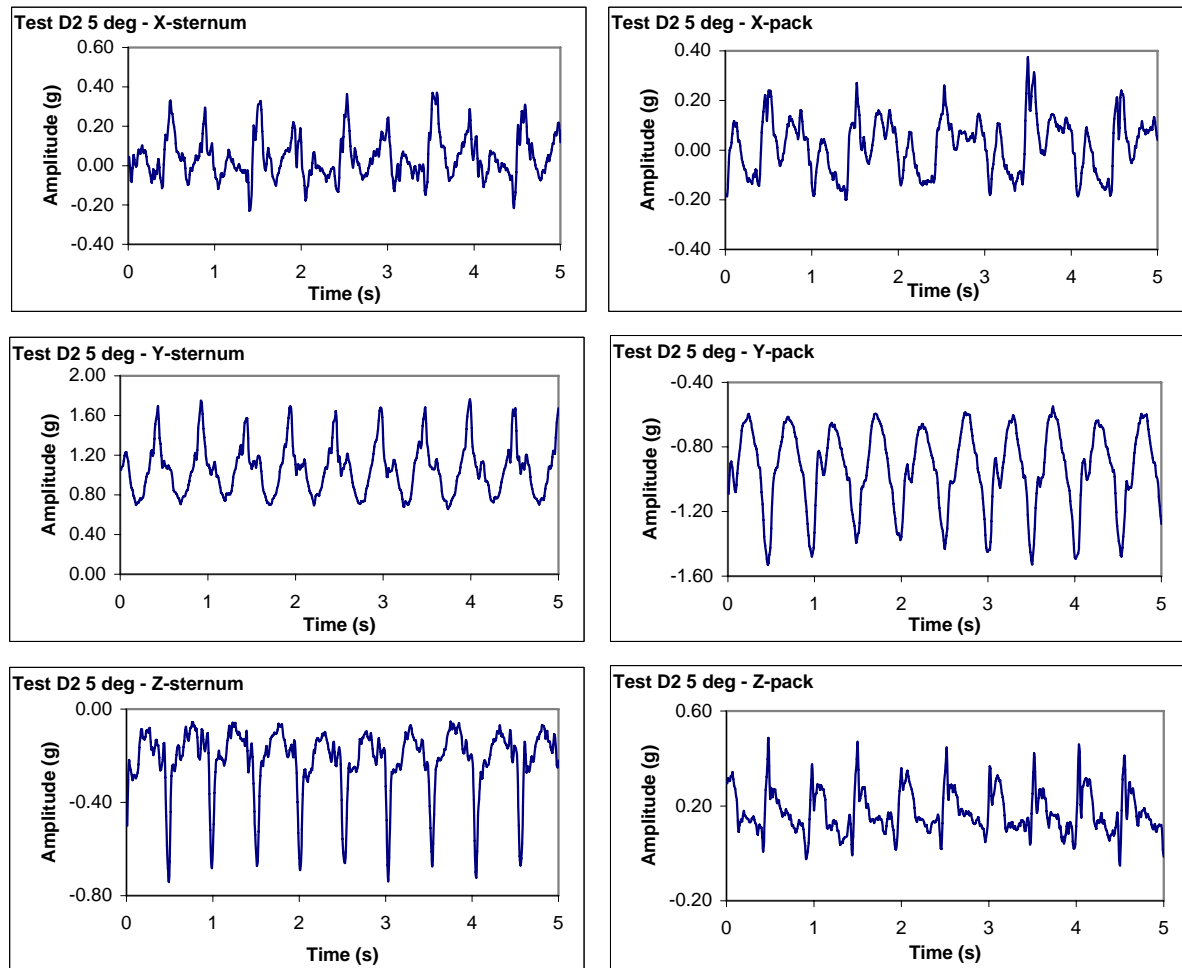 Test D2 5 deg - X-sternum
Amplitude (g)
0.60
0.40
0.20
0.00
-0.20
-0.40
0 1 2 3 4 5
Time (s)
Test D2 5 deg - X-pack
Amplitude (g)
0.40
0.20
0.00
-0.20
-0.40
0 1 2 3 4 5
Time (s)
Test D2 5 deg - Y-sternum
Amplitude (g)
2.00
1.60
1.20
0.80
0.40
0.00
0 1 2 3 4 5
Time (s)
Test D2 5 deg - Y-pack
Amplitude (g)
-0.40
-0.80
-1.20
-1.60
0 1 2 3 4 5
Time (s)
Test D2 5 deg - Z-sternum
Amplitude (g)
0.00
-0.40
-0.80
0 1 2 3 4 5
Time (s)
Test D2 5 deg - Z-pack
Amplitude (g)
0.60
0.20
-0.20
0 1 2 3 4 5
Time (s)